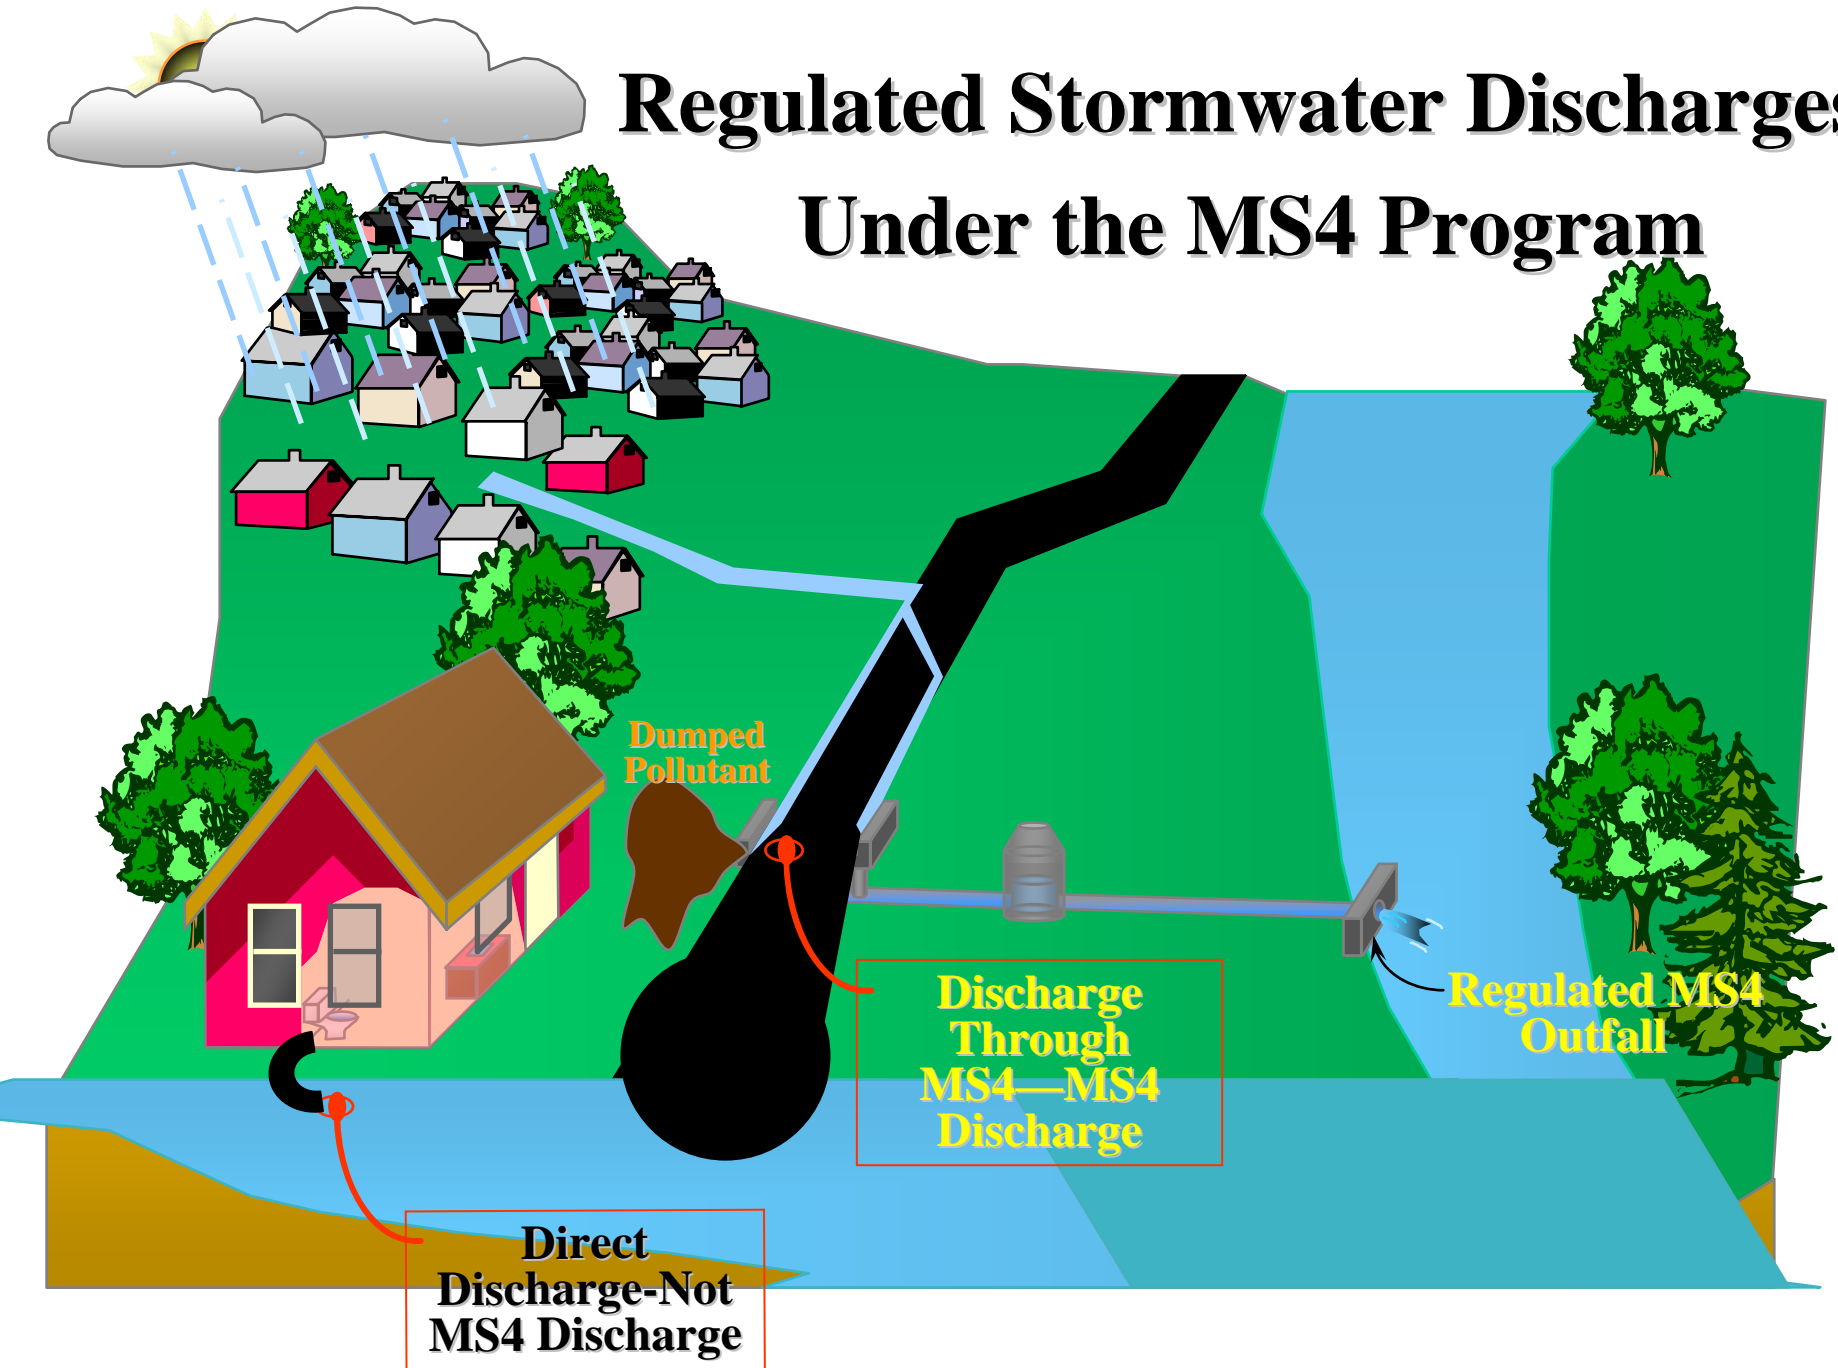 Regulated Stormwater Discharges
Under the MS4 Program
Dumped
Pollutant
Discharge
Through
MS4—MS4
Discharge
Regulated MS4
Outfall
Direct
Discharge-Not
MS4 Discharge